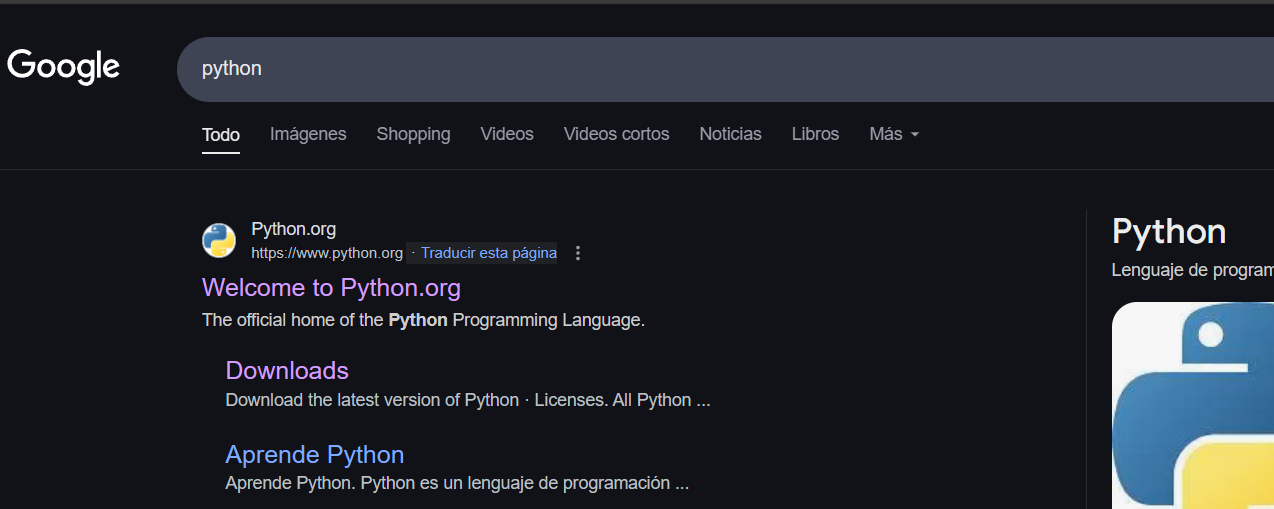 Google
python
Todo Imágenes Shopping Videos Videos cortos Noticias Libros Más
Python.org
https://www.python.org · Traducir esta página
Welcome to Python.org
The official home of the Python Programming Language.
Downloads
Download the latest version of Python · Licenses. All Python ...
Aprende Python
Aprende Python. Python es un lenguaje de programación ...
Python
Lenguaje de program